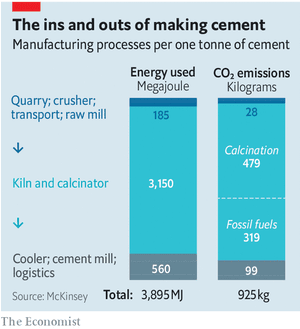 The ins and outs of making cement
Manufacturing processes per one tonne of cement
Energy used
Megajoule
CO₂ emissions
Kilograms
Quarry; crusher;
transport; raw mill
185
28
Kiln and calcinator
3,150
Calcination
479
Fossil fuels
319
Cooler; cement mill;
logistics
560
99
Source: McKinsey
Total: 3,895 MJ
925 kg
The Economist